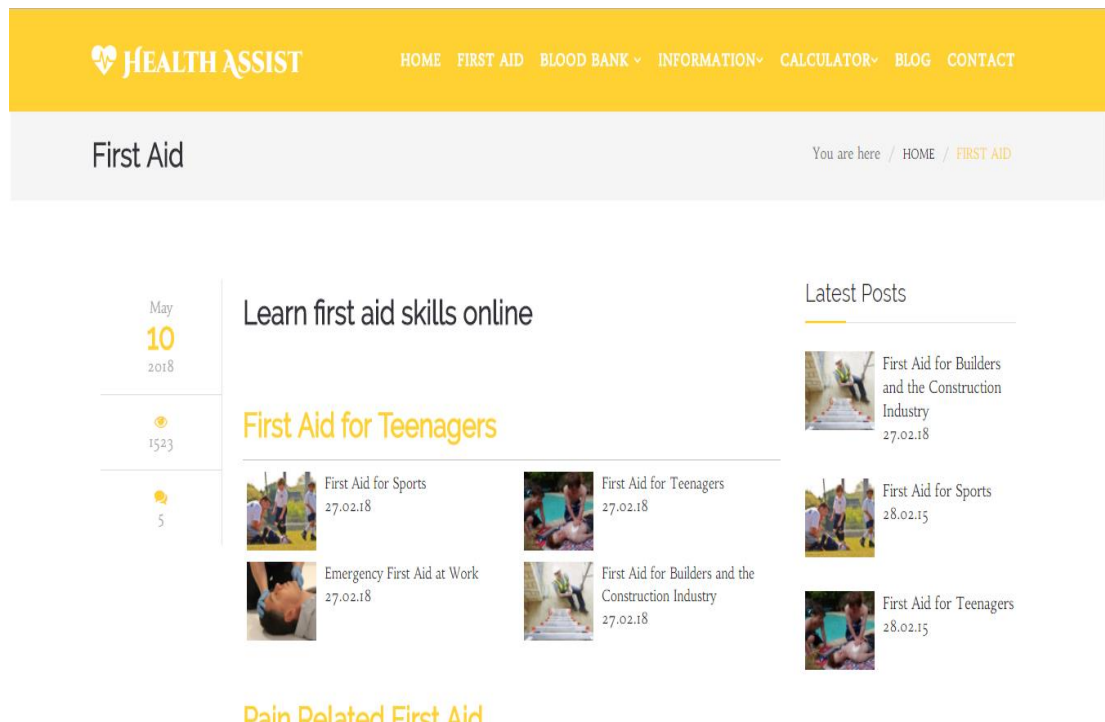 HEALTH ASSIST
HOME FIRST AID BLOOD BANK INFORMATION CALCULATOR BLOG CONTACT
First Aid
You are here / HOME / FIRST AID
May
10
2018
1523
5
Learn first aid skills online
First Aid for Teenagers
First Aid for Sports
27.02.18
First Aid for Teenagers
27.02.18
Emergency First Aid at Work
27.02.18
First Aid for Builders and the
Construction Industry
27.02.18
Pain Related First Aid
Latest Posts
First Aid for Builders
and the Construction
Industry
27.02.18
First Aid for Sports
28.02.15
First Aid for Teenagers
28.02.15